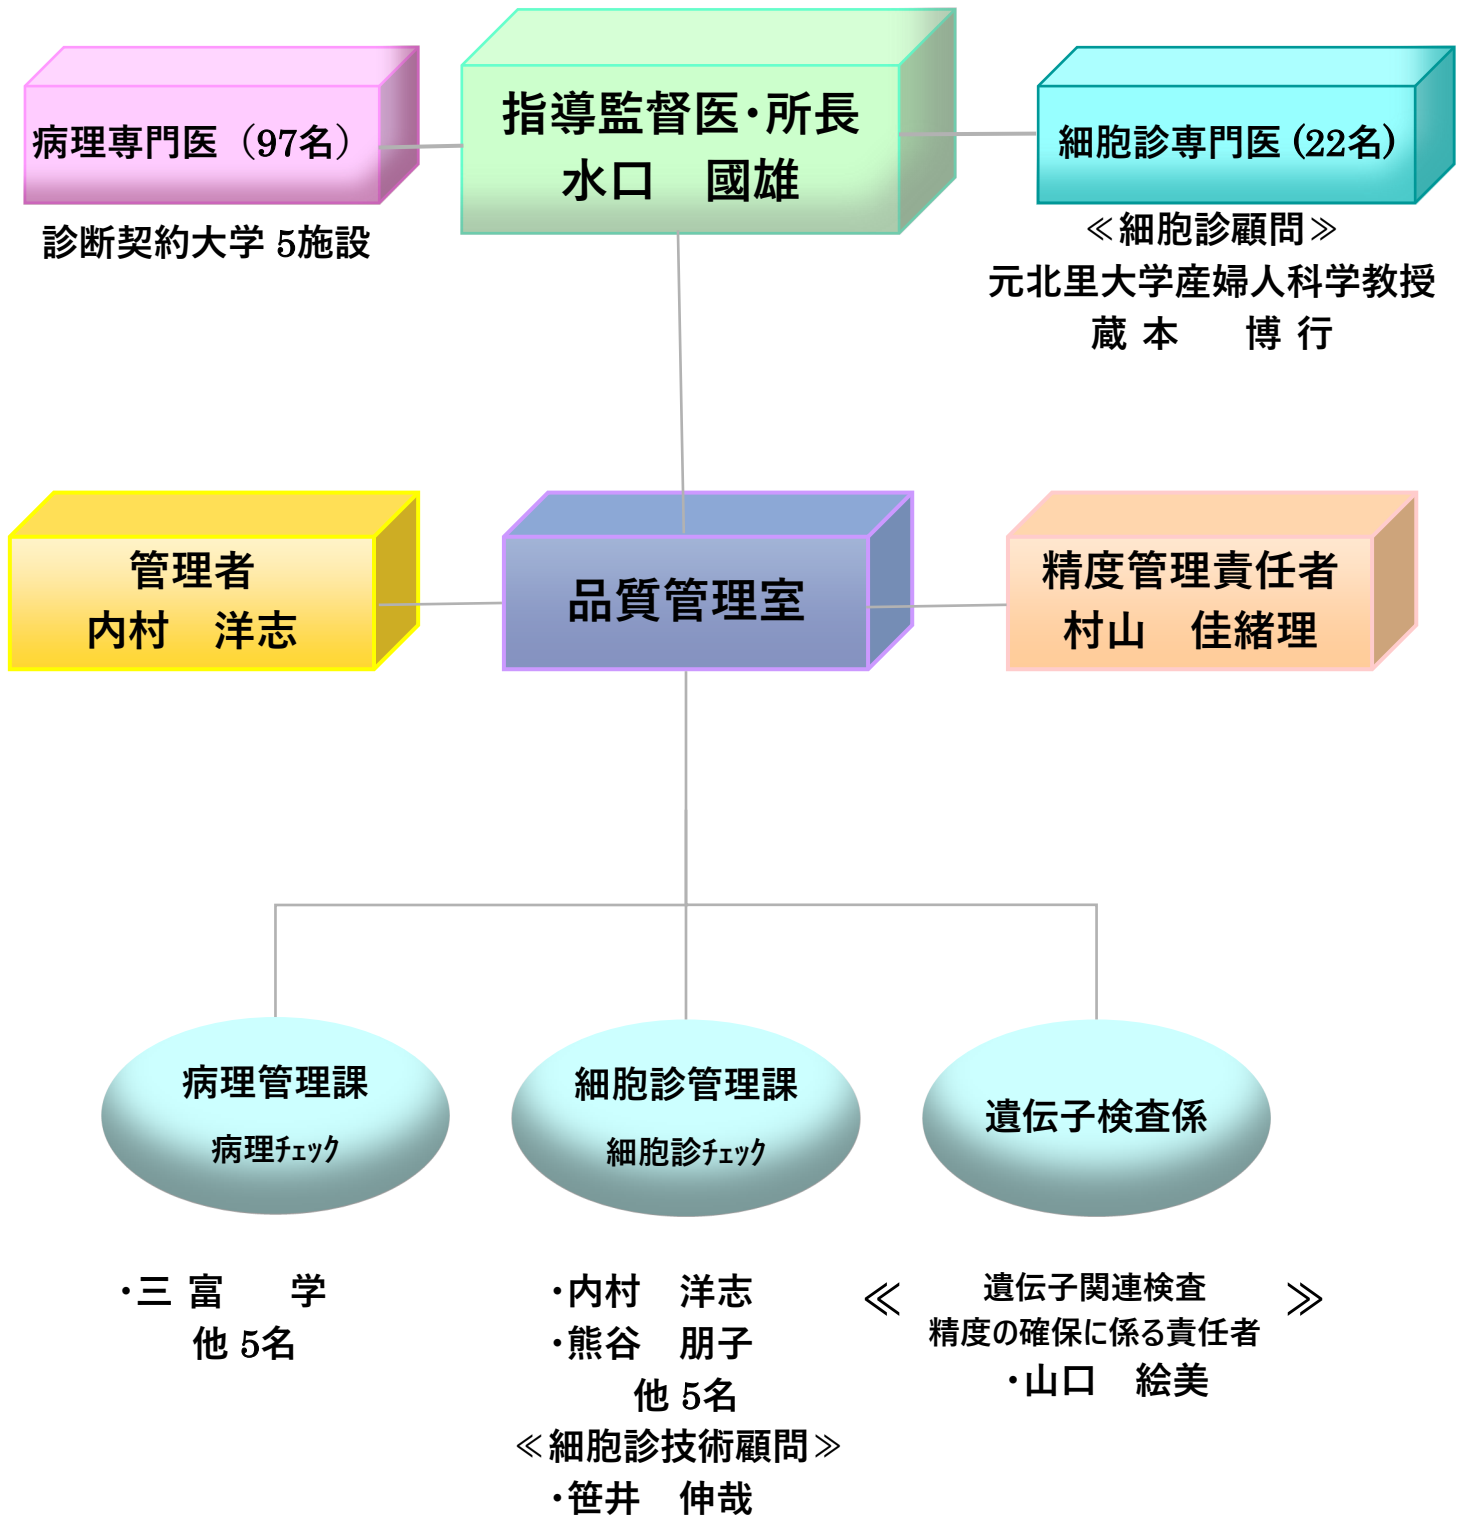 病理専門医（97名）
診断契約大学 5施設
指導監督医・所長
水口　國雄
細胞診専門医 (22名)
≪細胞診顧問≫
元北里大学産婦人科学教授
蔵 本　 博 行
管理者
内村　洋志
品質管理室
精度管理責任者
村山　佳緒理
病理管理課
病理ﾁｪｯｸ
・三 富　 学
他 5名
細胞診管理課
細胞診ﾁｪｯｸ
・内村　洋志
・熊谷　朋子
他 5名
≪細胞診技術顧問≫
・笹井　伸哉
遺伝子検査係
≪ 遺伝子関連検査 ≫
精度の確保に係る責任者
・山口　絵美